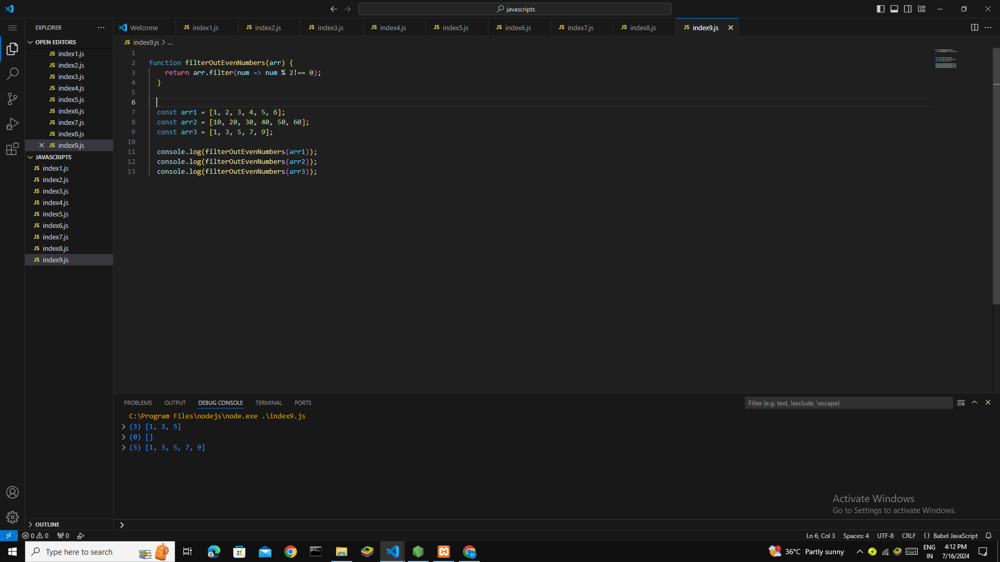 javascripts
EXPLORER
OPEN EDITORS
JS index1.js
JS index2.js
JS index3.js
JS index4.js
JS index5.js
JS index6.js
JS index7.js
JS index8.js
JS index9.js
JAVASCRIPTS
JS index1.js
JS index2.js
JS index3.js
JS index4.js
JS index5.js
JS index6.js
JS index7.js
JS index8.js
JS index9.js
OUTLINE
Welcome JS index1.js JS index2.js JS index3.js JS index4.js JS index5.js JS index6.js JS index7.js JS index8.js JS index9.js
JS index9.js > ...
1
2 function filterOutEvenNumbers(arr) {
3 return arr.filter(num => num % 2!== 0);
4 }
5
6
7 const arr1 = [1, 2, 3, 4, 5, 6];
8 const arr2 = [10, 20, 30, 40, 50, 60];
9 const arr3 = [1, 3, 5, 7, 9];
10
11 console.log(filterOutEvenNumbers(arr1));
12 console.log(filterOutEvenNumbers(arr2));
13 console.log(filterOutEvenNumbers(arr3));
PROBLEMS OUTPUT DEBUG CONSOLE TERMINAL PORTS Filter (e.g. text, !exclude, \escape)
C:\Program Files\nodejs\node.exe .\index9.js
> (3) [1, 3, 5]
> (0) []
> (5) [1, 3, 5, 7, 9]
Activate Windows
Go to Settings to activate Windows.
0 0 0 Ln 6, Col 3 Spaces: 4 UTF-8 CRLF {} Babel JavaScript
Type here to search H 1 36°C Partly sunny ENG IN 4:12 PM 7/16/2024